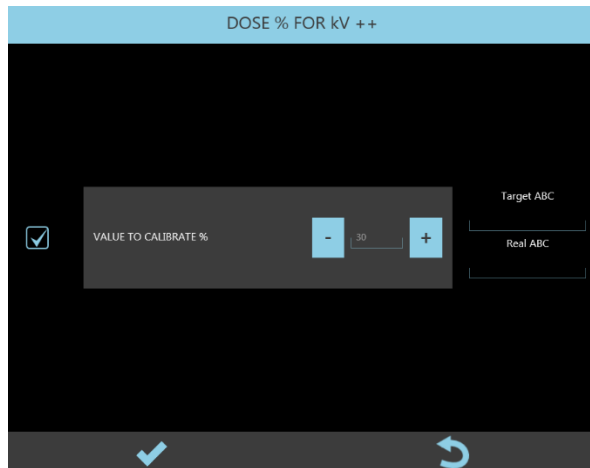 DOSE % FOR kV ++
Target ABC
VALUE TO CALIBRATE %
-
30
+
Real ABC